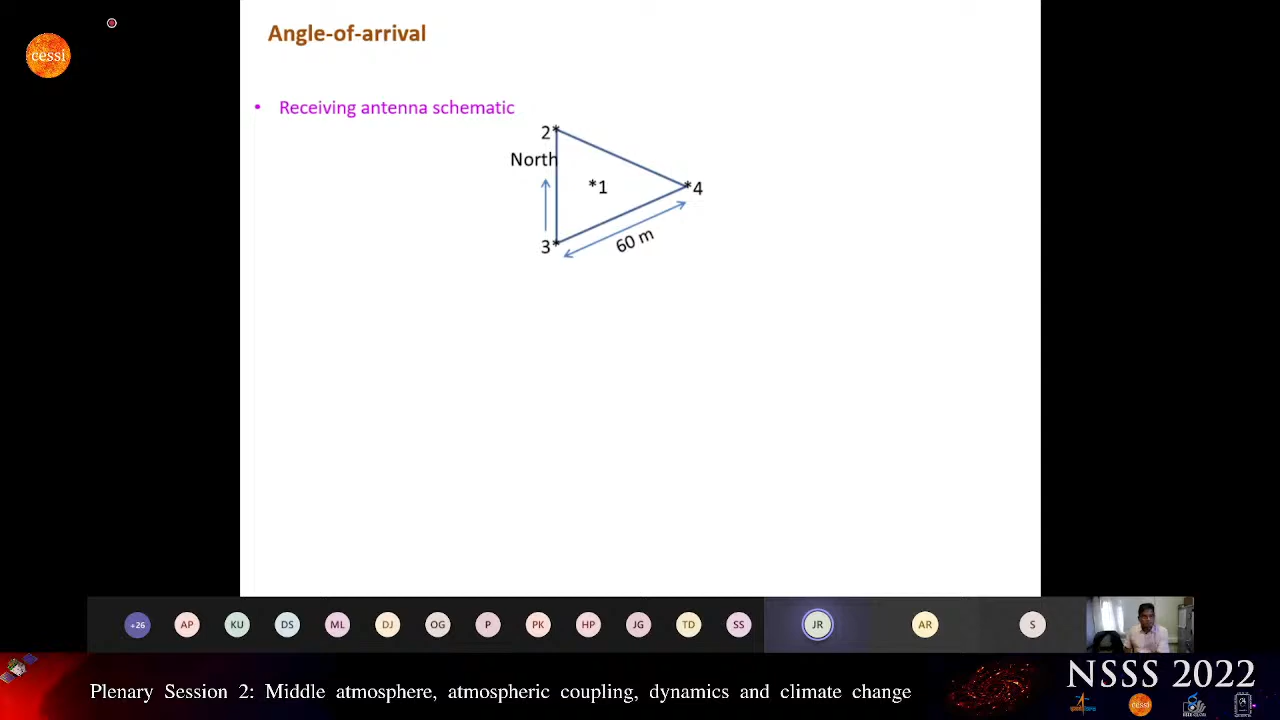 Angle-of-arrival
cessi
• Receiving antenna schematic
2*
North
*1
*4
3*
60 m
+26 AP KU DS ML DJ OG P PK HP JG TD SS JR AR S
NSSS 2022
Plenary Session 2: Middle atmosphere, atmospheric coupling, dynamics and climate change
cessi